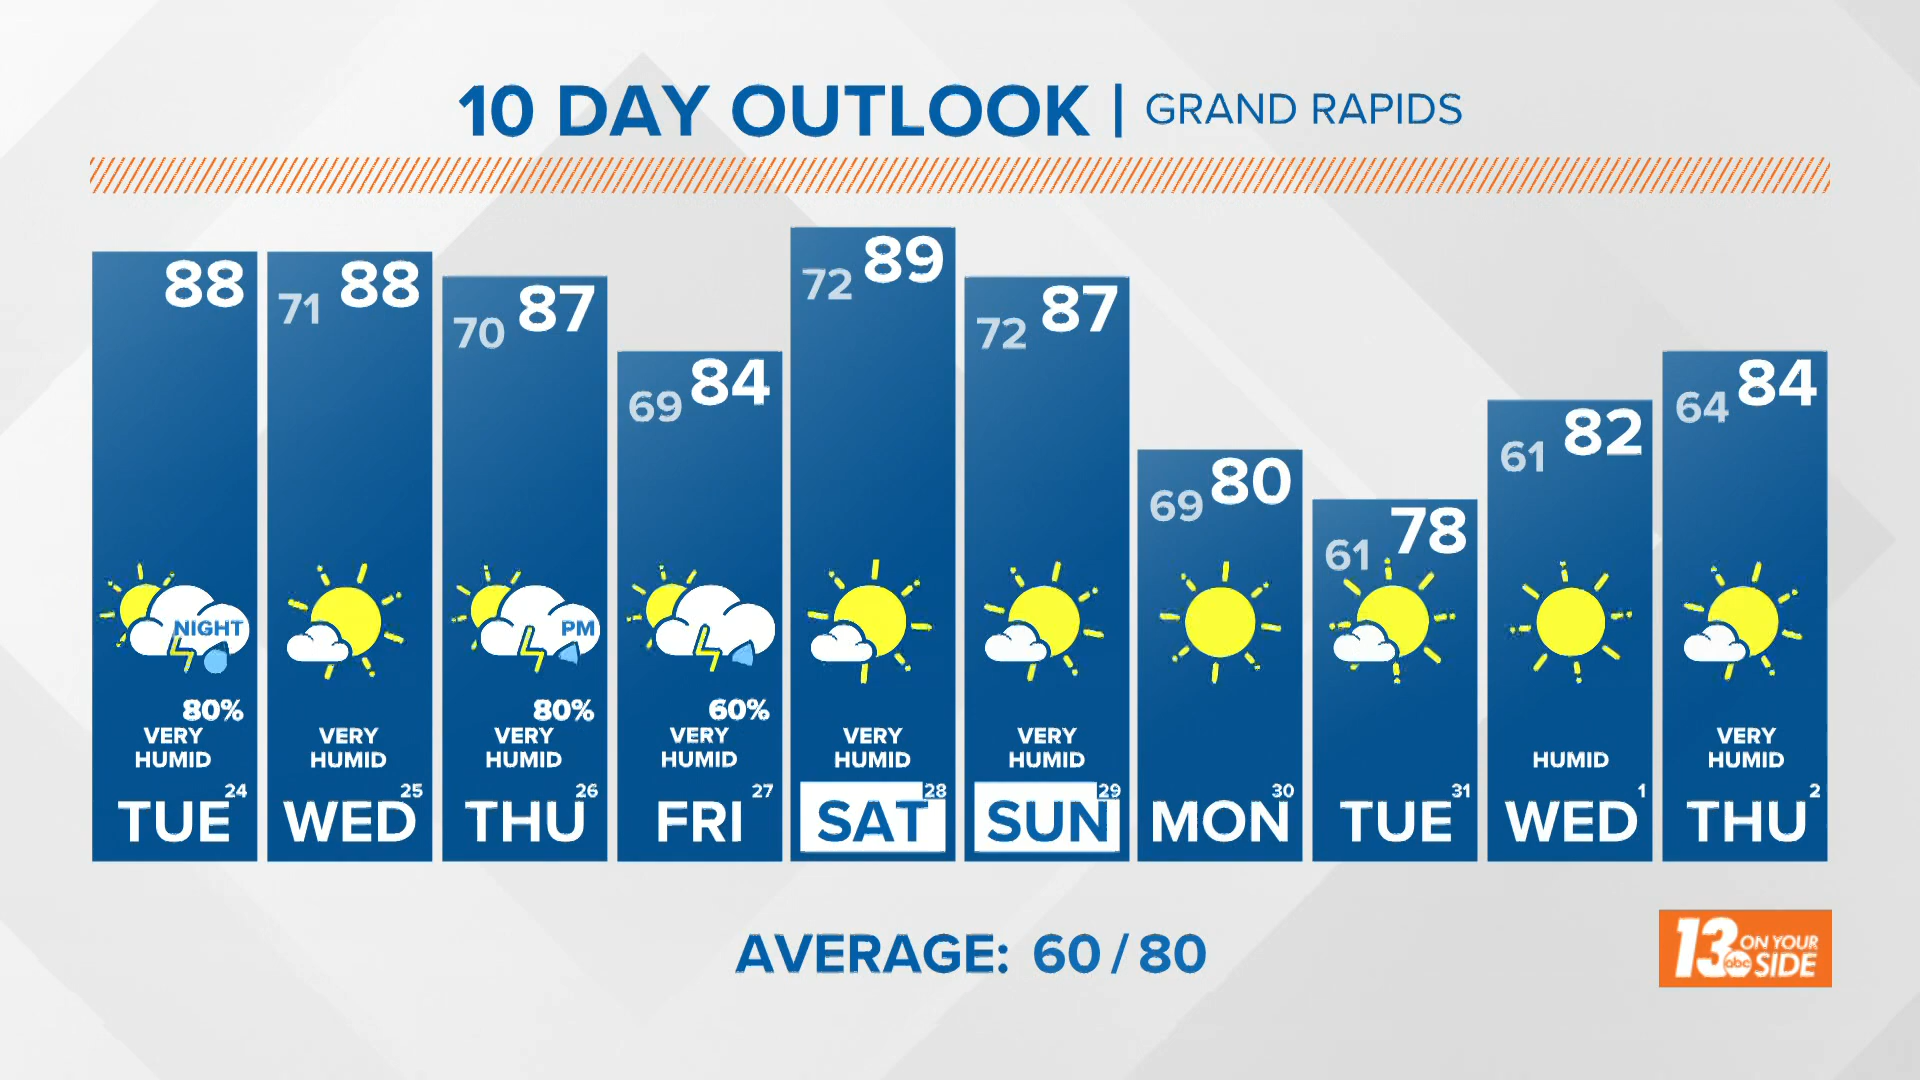 10 DAY OUTLOOK | GRAND RAPIDS
88
71 88
70 87
69 84
72 89
72 87
69 80
61 78
61 82
64 84
NIGHT
PM
80%
VERY
HUMID
VERY
HUMID
80%
VERY
HUMID
60%
VERY
HUMID
VERY
HUMID
VERY
HUMID
HUMID
VERY
HUMID
TUE 24
WED 25
THU 26
FRI 27
SAT 28
SUN 29
MON 30
TUE 31
WED 1
THU 2
AVERAGE: 60 / 80
13 abc ON YOUR
SIDE